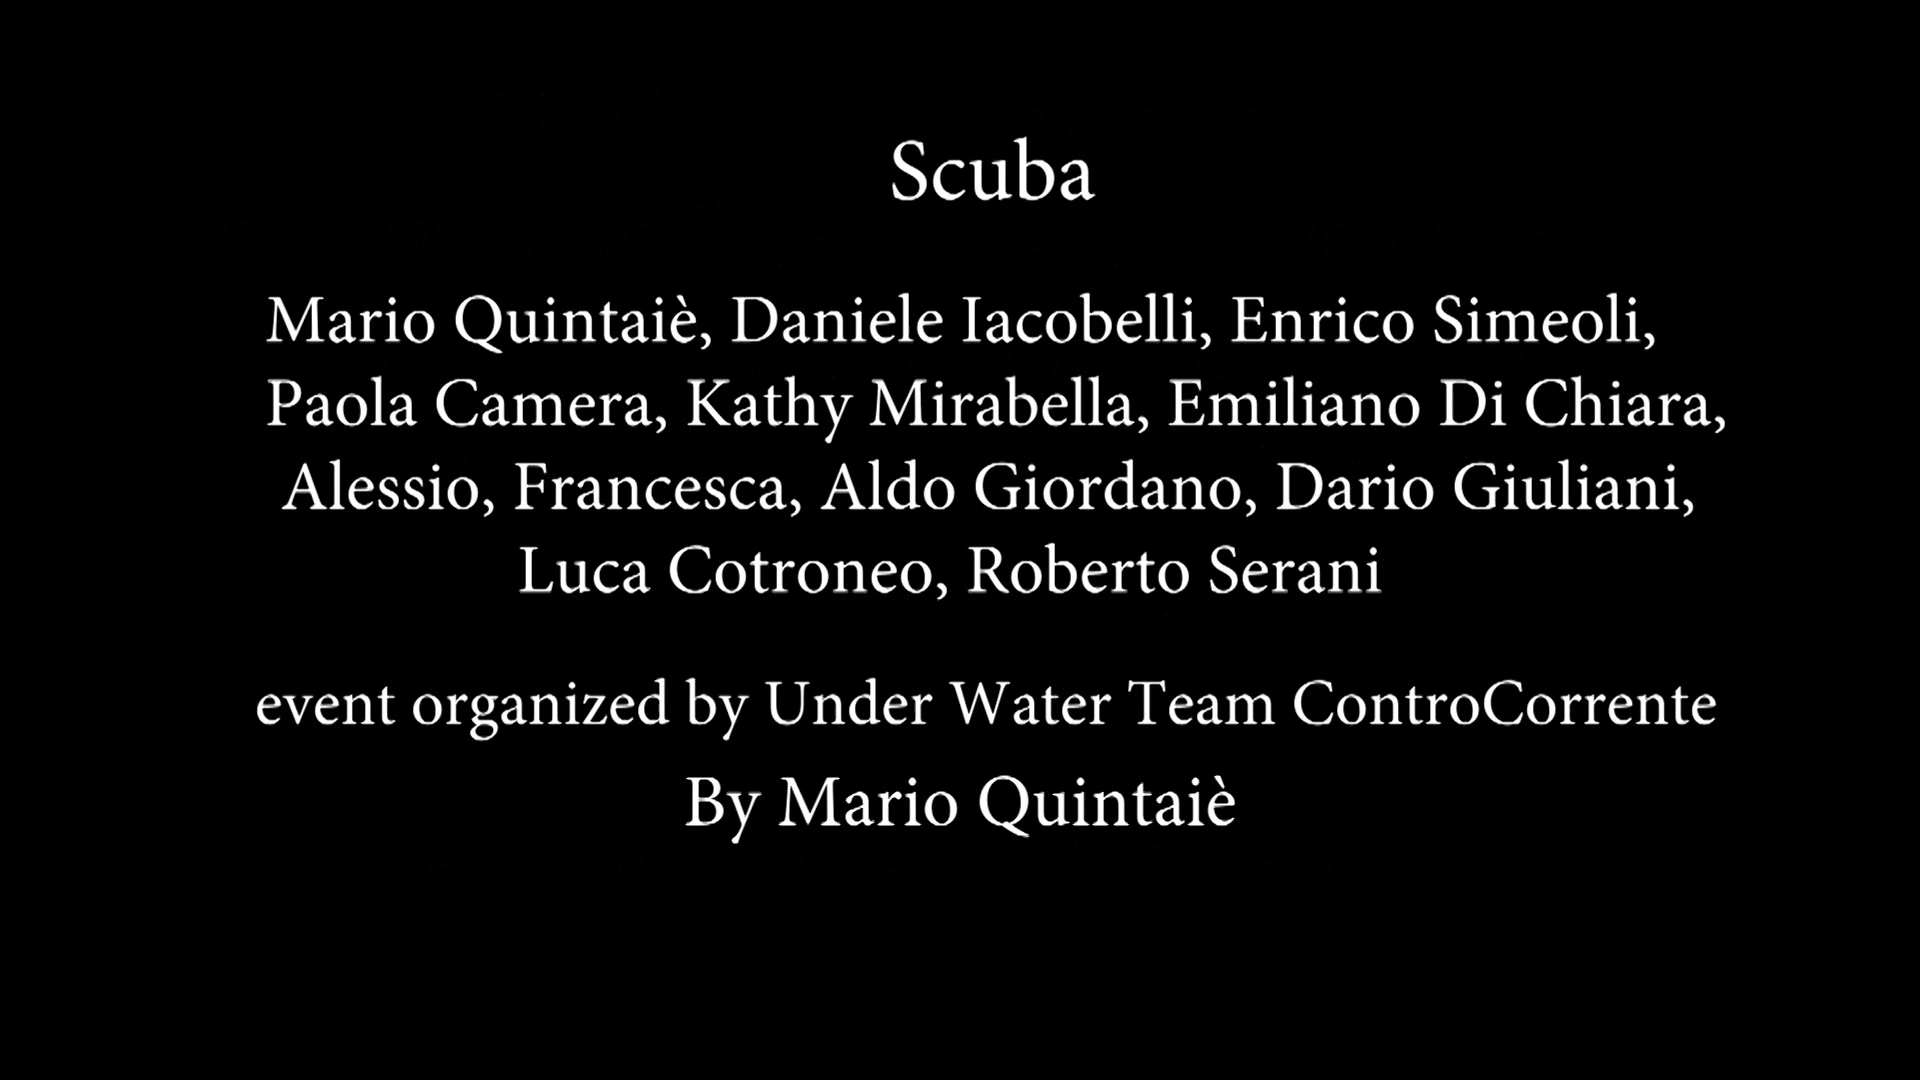 Scuba
Mario Quintaiè, Daniele Iacobelli, Enrico Simeoli,
Paola Camera, Kathy Mirabella, Emiliano Di Chiara,
Alessio, Francesca, Aldo Giordano, Dario Giuliani,
Luca Cotroneo, Roberto Serani
event organized by Under Water Team ControCorrente
By Mario Quintaiè